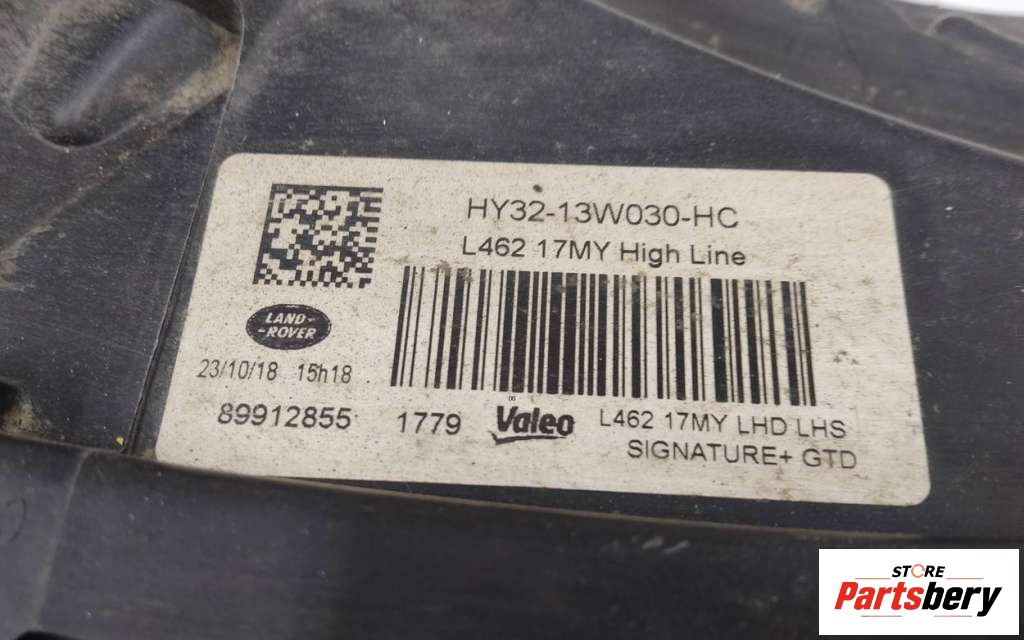 HY32-13W030-HC
L462 17MY High Line
LAND-
-ROVER
23/10/18 15h18
89912855 1779 Valeo L462 17MY LHD LHS
SIGNATURE+ GTD
STORE
Partsbery